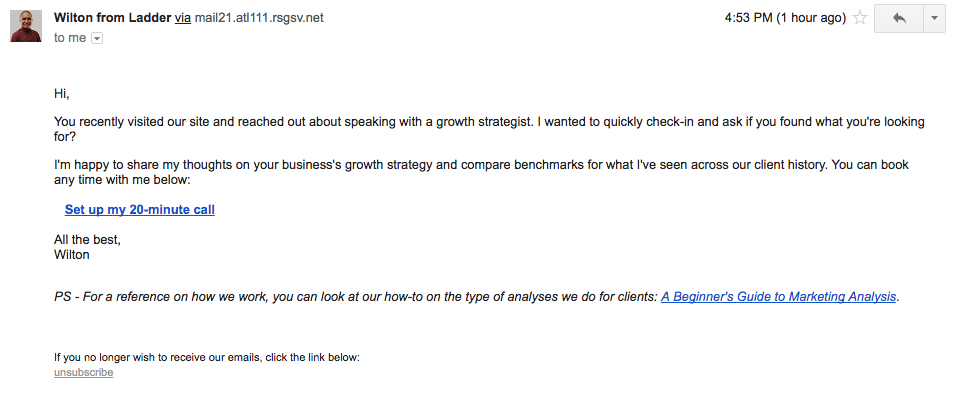 Wilton from Ladder via mail21.atl111.rsgsv.net 4:53 PM (1 hour ago)
to me
Hi,
You recently visited our site and reached out about speaking with a growth strategist. I wanted to quickly check-in and ask if you found what you're looking
for?
I'm happy to share my thoughts on your business's growth strategy and compare benchmarks for what I've seen across our client history. You can book
any time with me below:
Set up my 20-minute call
All the best,
Wilton
PS - For a reference on how we work, you can look at our how-to on the type of analyses we do for clients: A Beginner's Guide to Marketing Analysis.
If you no longer wish to receive our emails, click the link below:
unsubscribe